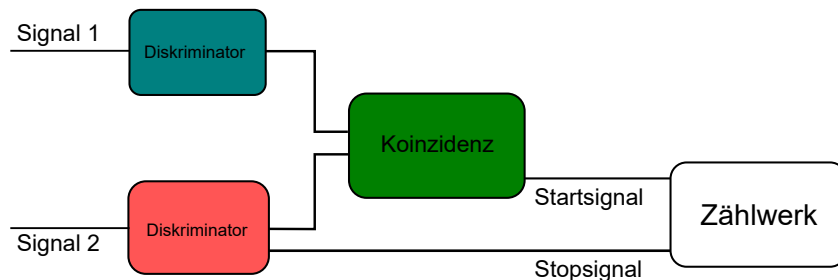 Signal 1
Diskriminator
Koinzidenz
Startsignal
Zählwerk
Diskriminator
Signal 2
Stopsignal